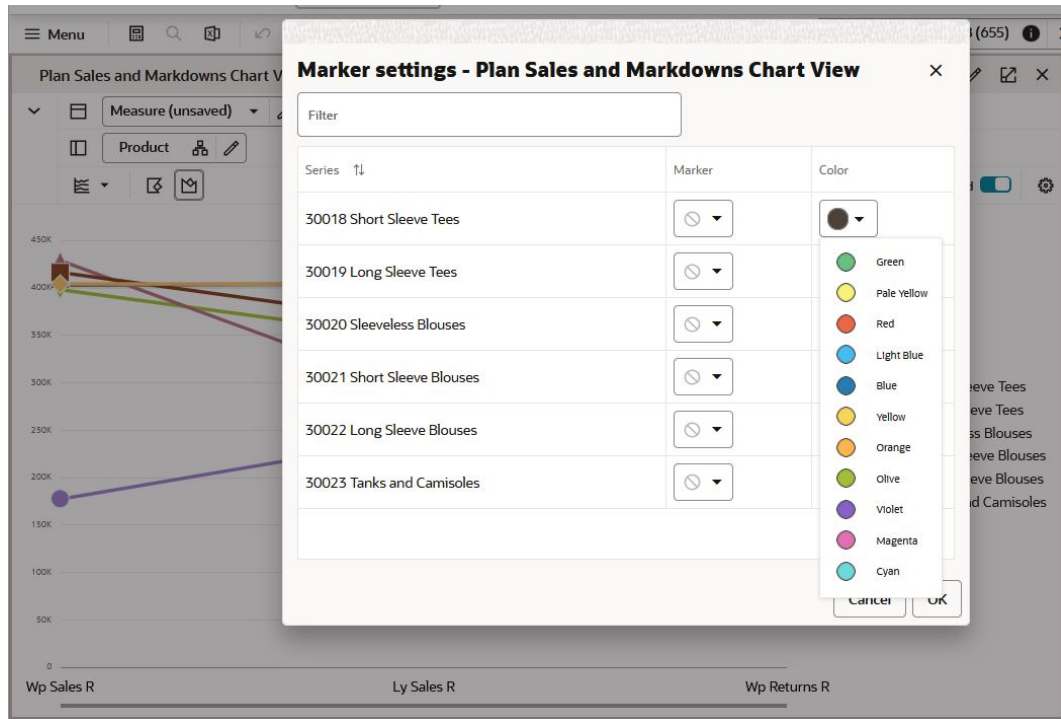 Menu
(655)
Plan Sales and Markdowns Chart V
Marker settings - Plan Sales and Markdowns Chart View
Measure (unsaved)
Filter
Product
Series
Marker
Color
30018 Short Sleeve Tees
30019 Long Sleeve Tees
30020 Sleeveless Blouses
30021 Short Sleeve Blouses
30022 Long Sleeve Blouses
30023 Tanks and Camisoles
Green
Pale Yellow
Red
Light Blue
Blue
Yellow
Orange
Olive
Violet
Magenta
Cyan
Cancel
OK
eeve Tees
eve Tees
ss Blouses
eeve Blouses
eve Blouses
d Camisoles
450K
400K
350K
300K
250K
200K
150K
100K
50K
0
Wp Sales R
Ly Sales R
Wp Returns R